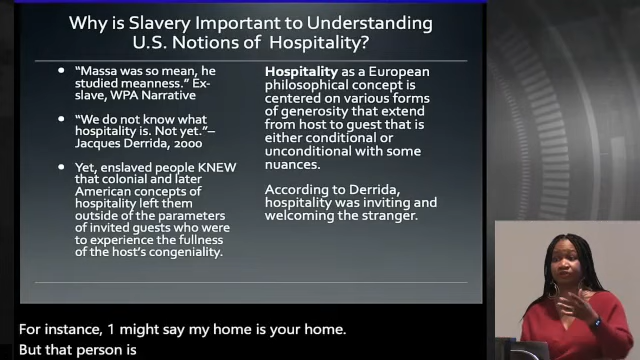 Why is Slavery Important to Understanding
U.S. Notions of Hospitality?
• "Massa was so mean, he
studied meanness." Ex-
slave, WPA Narrative
• "We do not know what
hospitality is. Not yet."–
Jacques Derrida, 2000
• Yet, enslaved people KNEW
that colonial and later
American concepts of
hospitality left them
outside of the parameters
of invited guests who were
to experience the fullness
of the host's congeniality.
Hospitality as a European
philosophical concept is
centered on various forms
of generosity that extend
from host to guest that is
either conditional or
unconditional with some
nuances.
According to Derrida,
hospitality was inviting and
welcoming the stranger.
For instance, 1 might say my home is your home.
But that person is